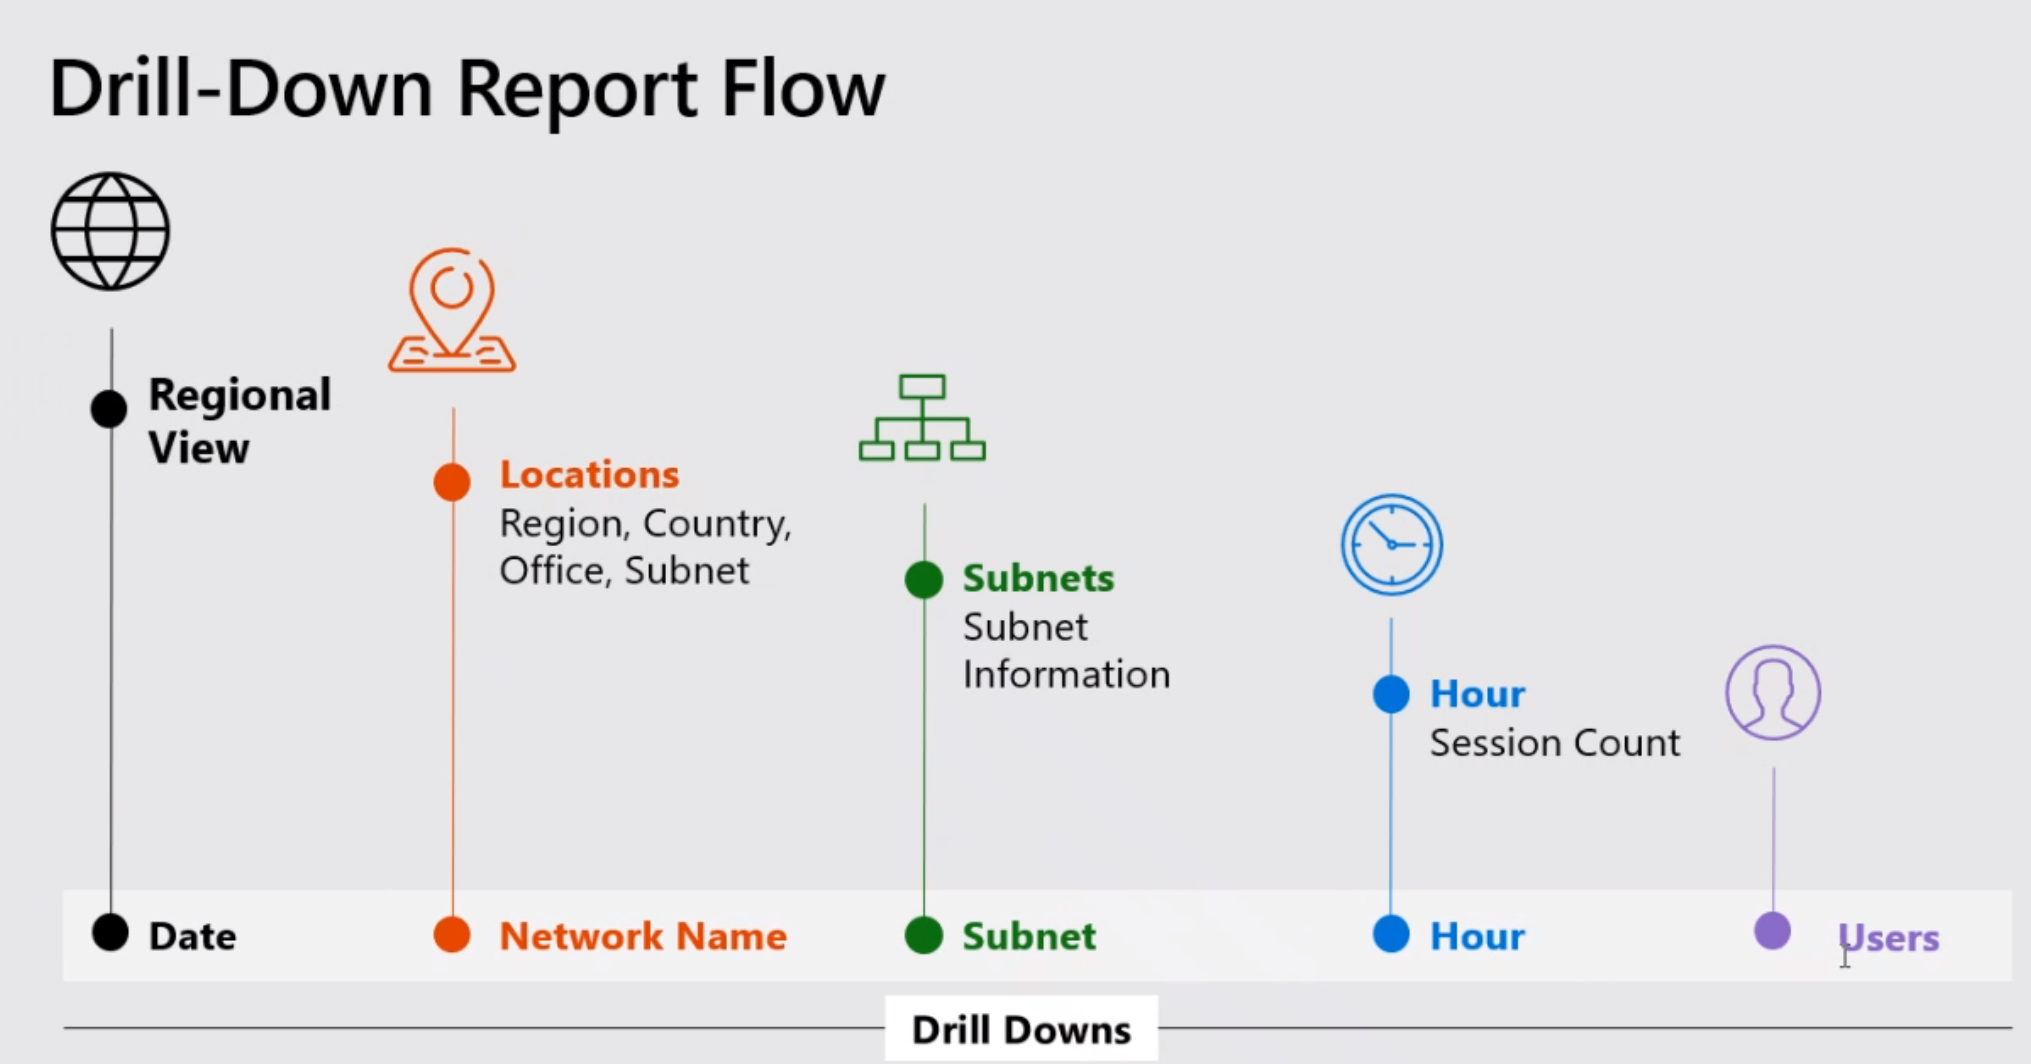 Drill-Down Report Flow
Regional
View
Locations
Region, Country,
Office, Subnet
Subnets
Subnet
Information
Hour
Session Count
Date
Network Name
Subnet
Hour
Users
Drill Downs